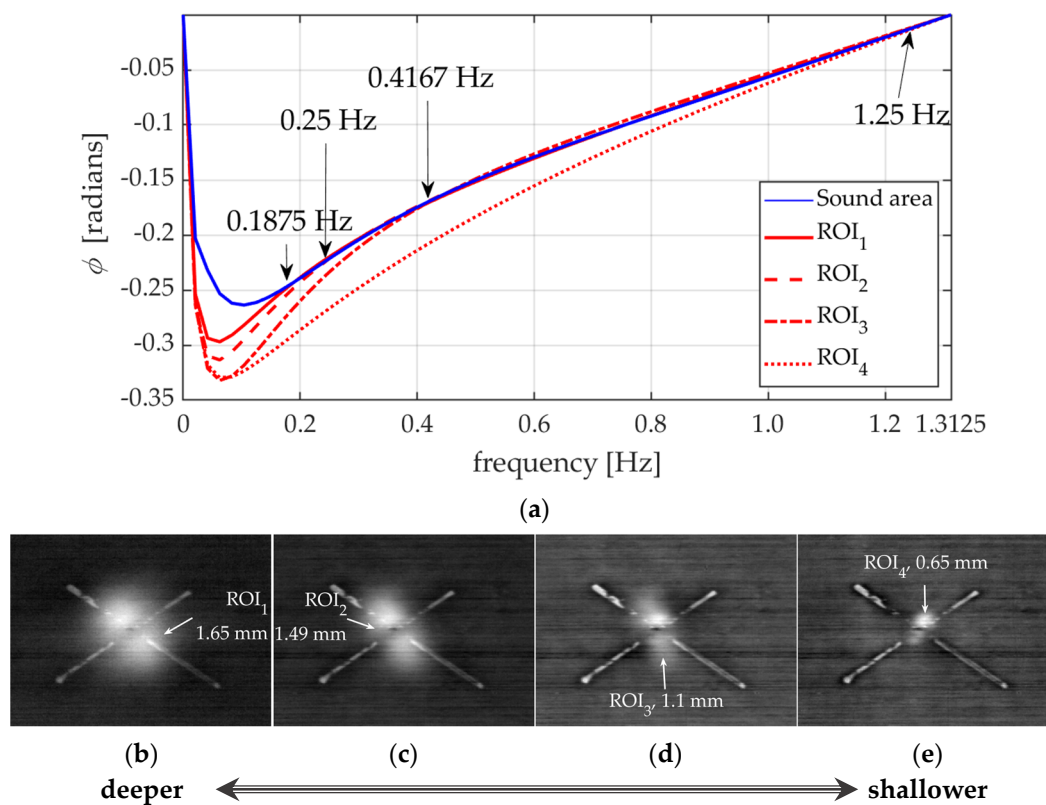 0.4167 Hz
0.25 Hz
0.1875 Hz
1.25 Hz
-0.05
-0.1
-0.15
-0.2
-0.25
-0.3
-0.35
ϕ [radians]
Sound area
ROI1
ROI2
ROI3
ROI4
0 0.2 0.4 0.6 0.8 1.0 1.2 1.3125
frequency [Hz]
(a)
ROI1
1.65 mm
ROI2
1.49 mm
ROI3, 1.1 mm
ROI4, 0.65 mm
(b) (c) (d) (e)
deeper shallower